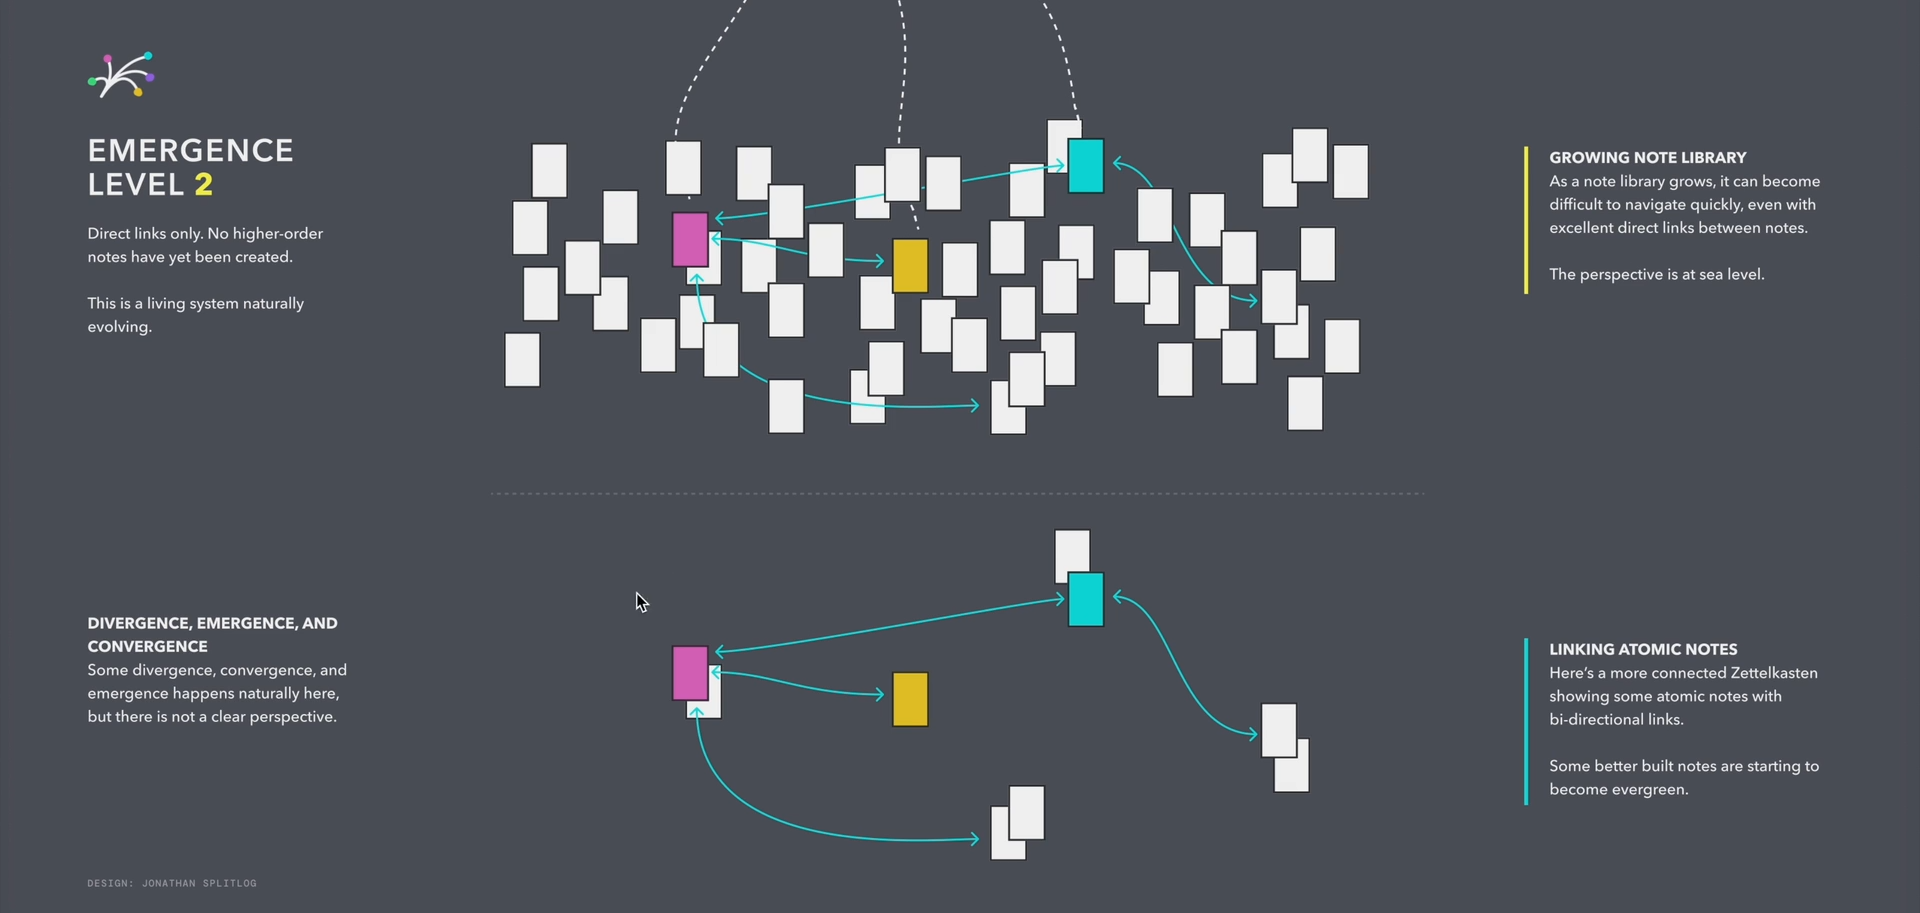 EMERGENCE
LEVEL 2
Direct links only. No higher-order
notes have yet been created.
This is a living system naturally
evolving.
GROWING NOTE LIBRARY
As a note library grows, it can become
difficult to navigate quickly, even with
excellent direct links between notes.
The perspective is at sea level.
DIVERGENCE, EMERGENCE, AND
CONVERGENCE
Some divergence, convergence, and
emergence happens naturally here,
but there is not a clear perspective.
LINKING ATOMIC NOTES
Here’s a more connected Zettelkasten
showing some atomic notes with
bi-directional links.
Some better built notes are starting to
become evergreen.
DESIGN: JONATHAN SPLITLOG